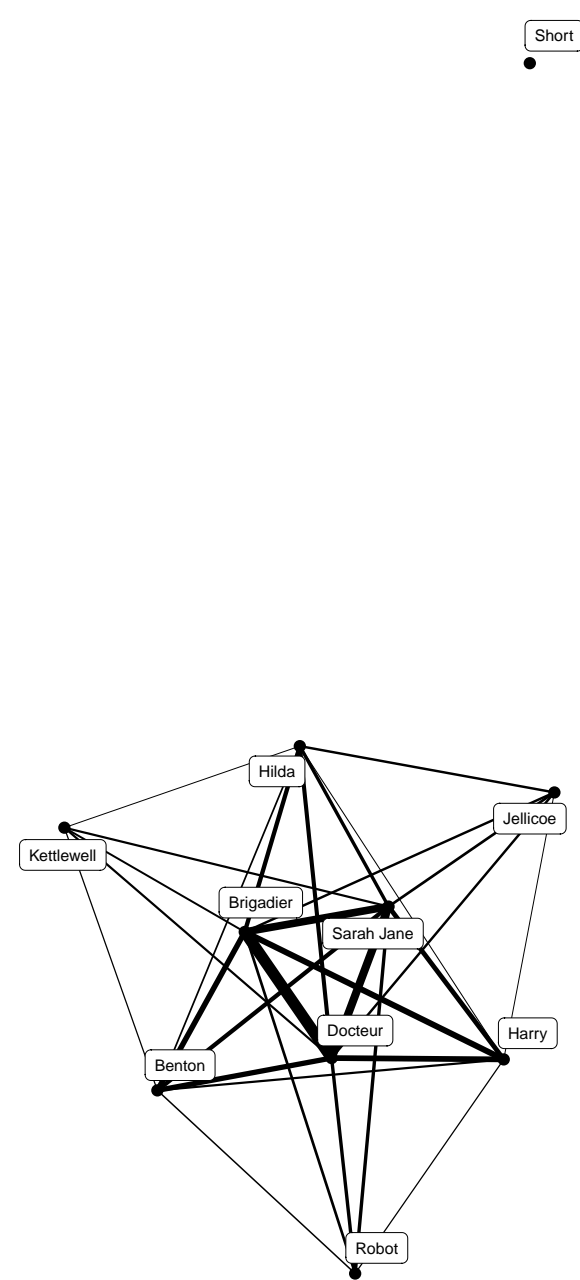 Short
Hilda
Jellicoe
Kettlewell
Brigadier
Sarah Jane
Docteur
Harry
Benton
Robot